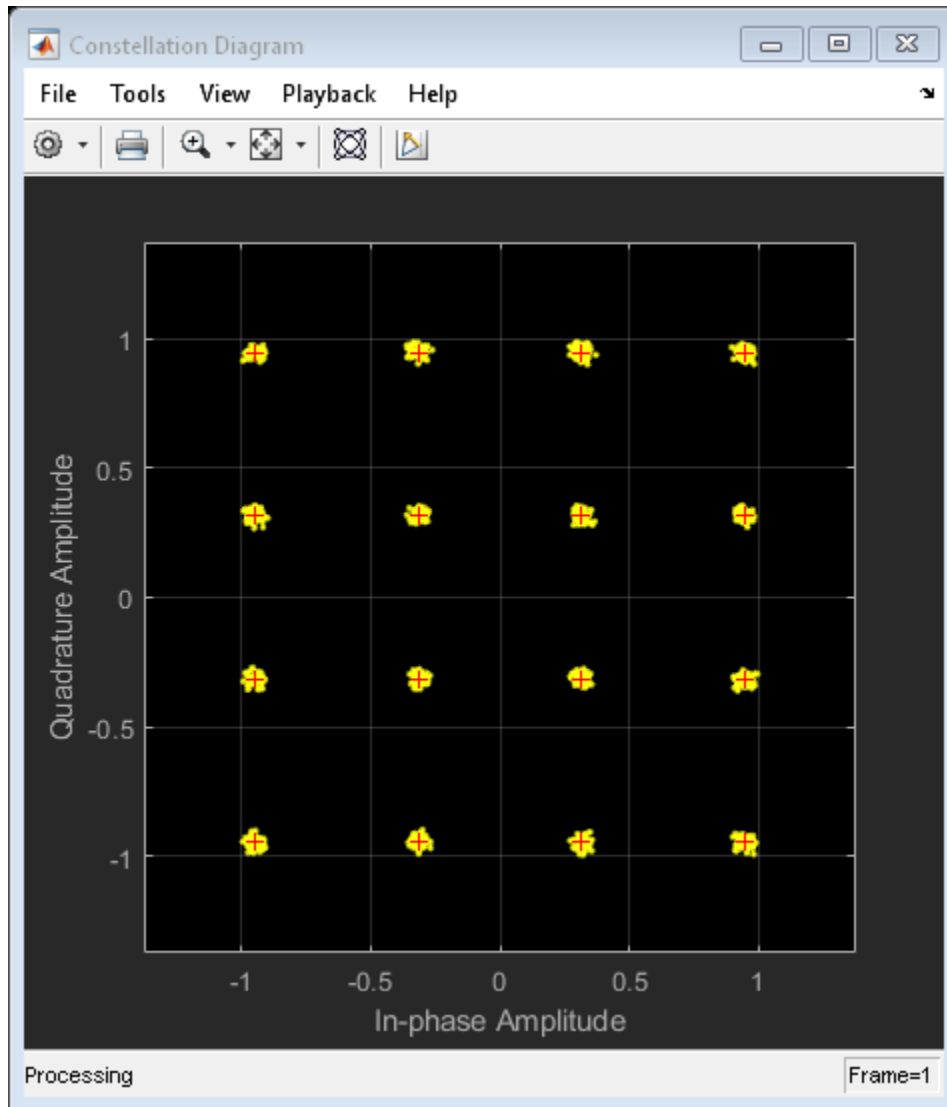 Constellation Diagram
File Tools View Playback Help
Quadrature Amplitude
1
0.5
0
-0.5
-1
-1 -0.5 0 0.5 1
In-phase Amplitude
Processing Frame=1